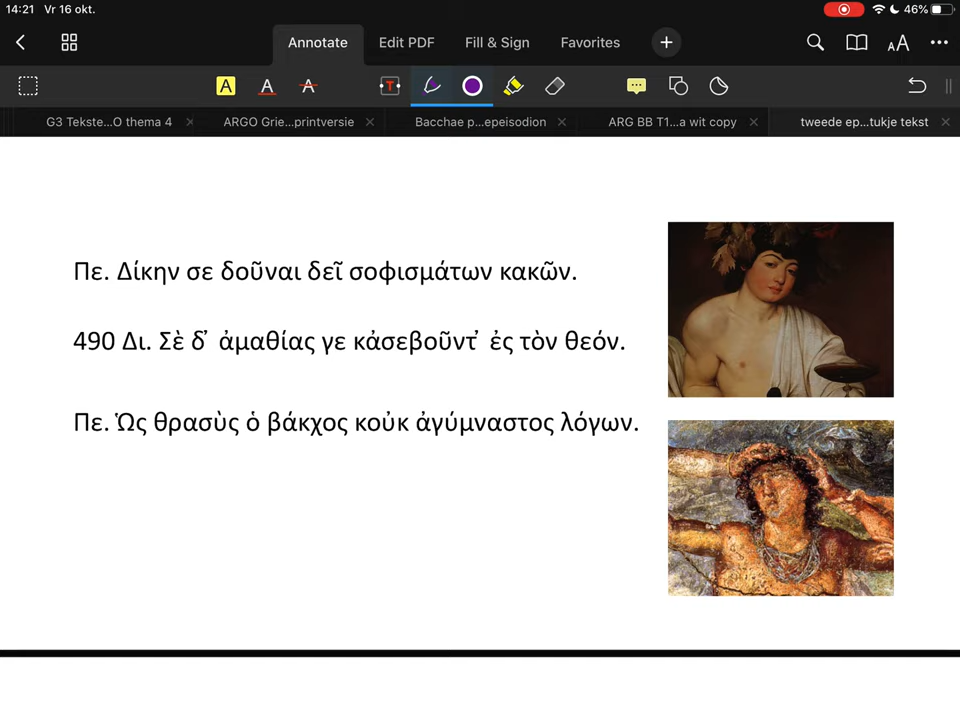 14:21 Vr 16 okt. 46%
Annotate Edit PDF Fill & Sign Favorites AA
A A A T
G3 Tekste...O thema 4 ARGO Grie...printversie Bacchae p...epeisodion ARG BB T1...a wit copy tweede ep...tukje tekst
Πε. Δίκην σε δοῦναι δεῖ σοφισμάτων κακῶν.
490 Δι. Σὲ δ᾿ ἀμαθίας γε κἀσεβοῦντ᾿ ἐς τὸν θεόν.
Πε. Ὡς θρασὺς ὁ βάκχος κοὐκ ἀγύμναστος λόγων.